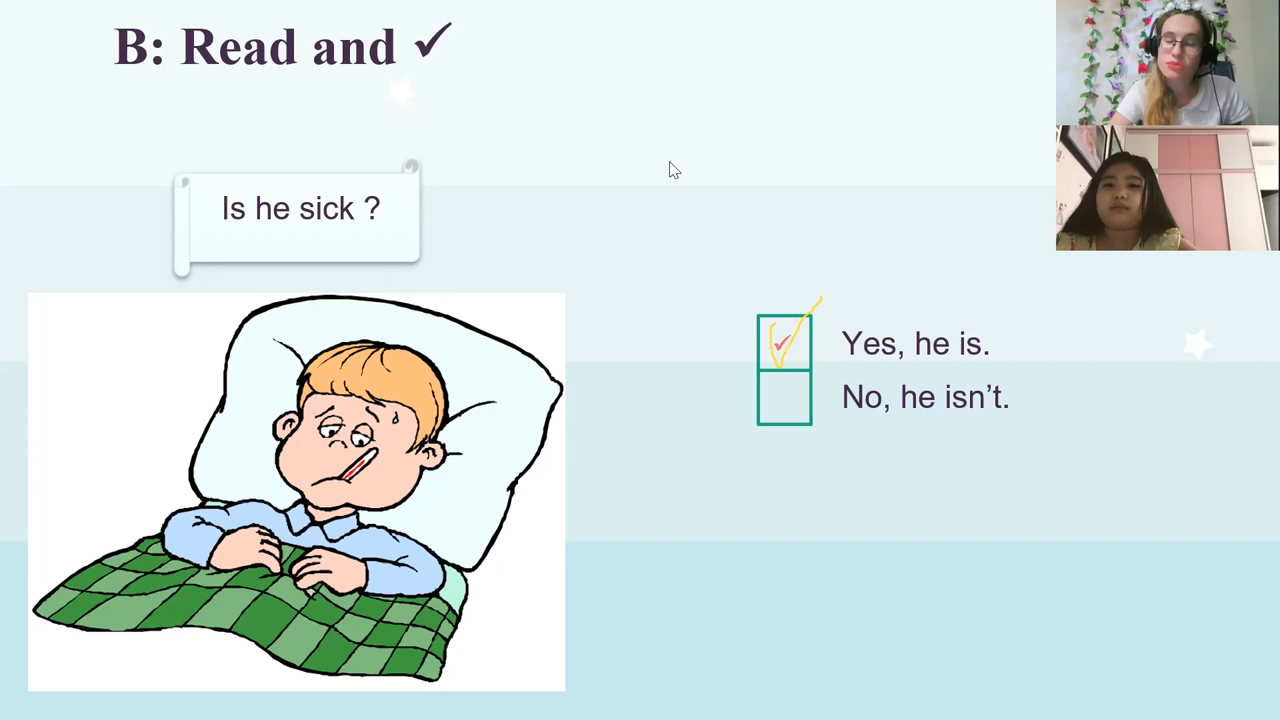 B: Read and ✓
Is he sick ?
Yes, he is.
No, he isn’t.